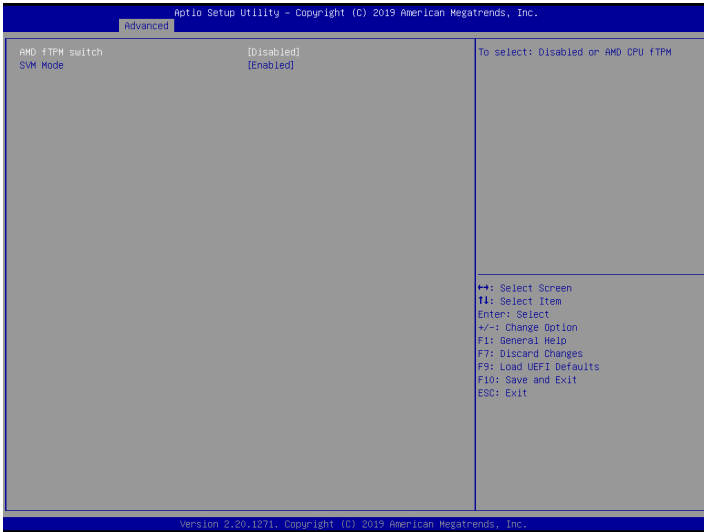 Aptio Setup Utility – Copyright (C) 2019 American Megatrends, Inc.
Advanced
AMD fTPM switch [Disabled]
SVM Mode [Enabled]
To select: Disabled or AMD CPU fTPM
↔: Select Screen
↑↓: Select Item
Enter: Select
+/-: Change Option
F1: General Help
F7: Discard Changes
F9: Load UEFI Defaults
F10: Save and Exit
ESC: Exit
Version 2.20.1271. Copyright (C) 2019 American Megatrends, Inc.